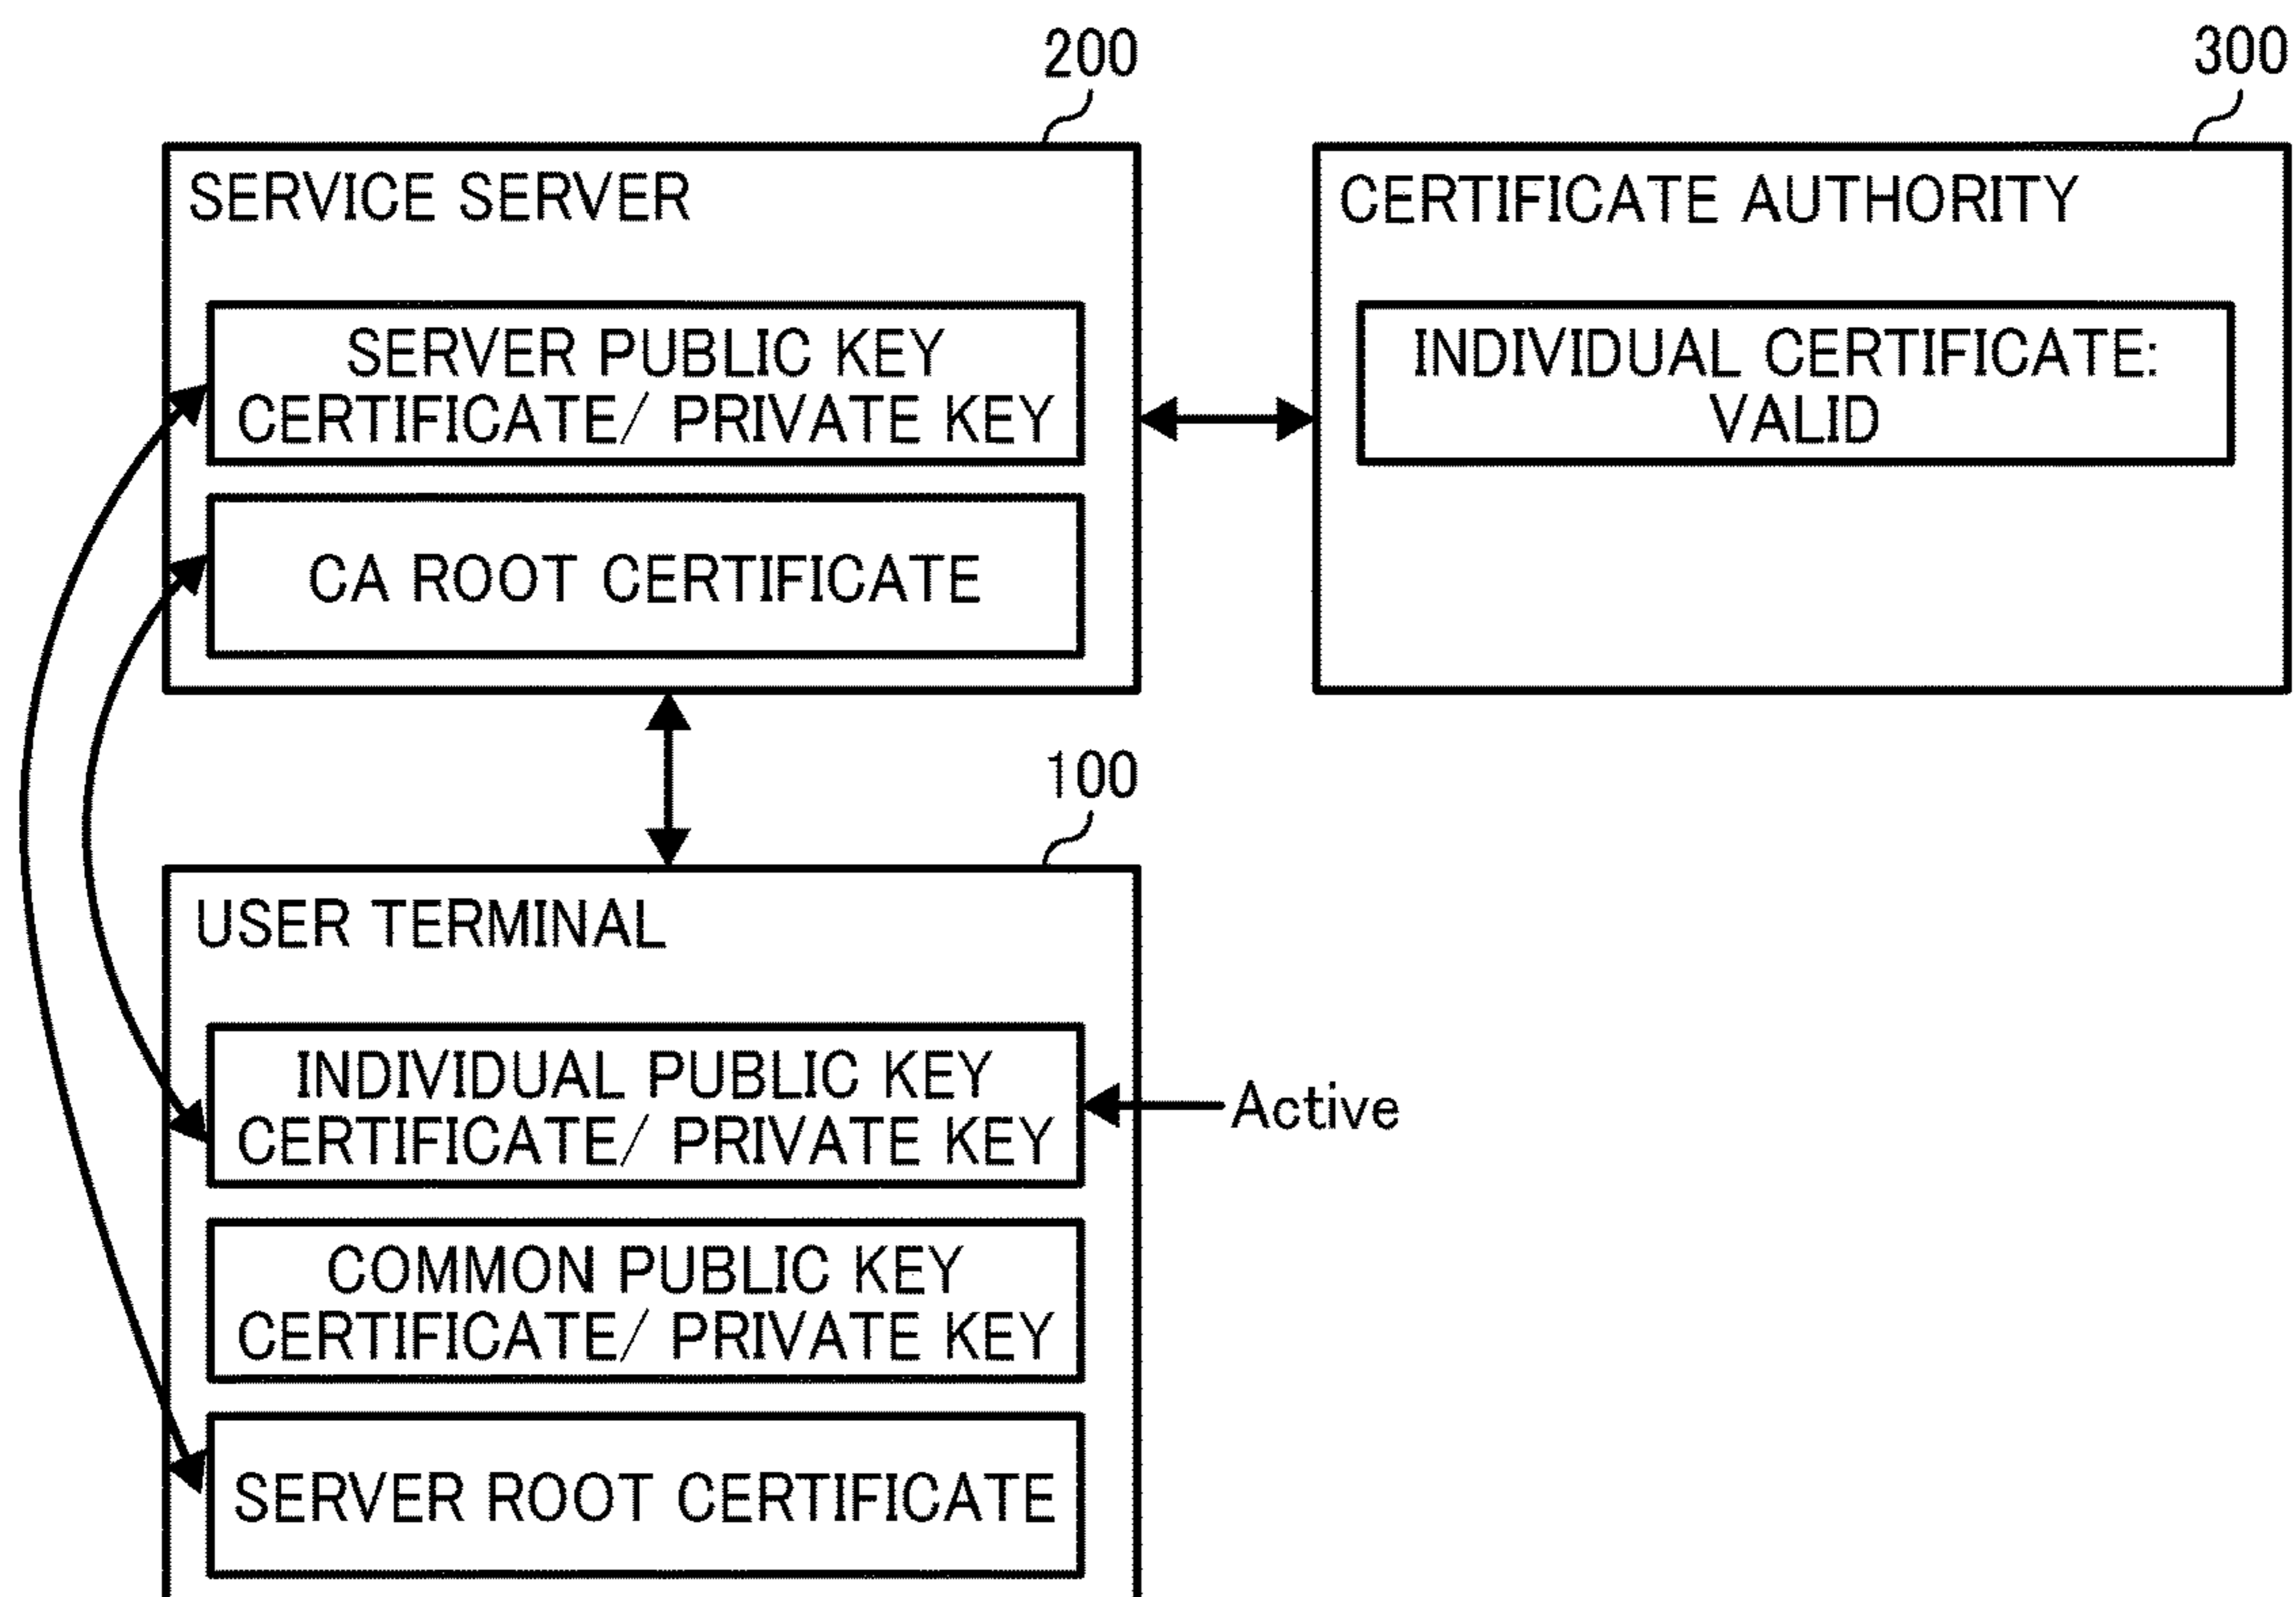 200
300
SERVICE SERVER
CERTIFICATE AUTHORITY
SERVER PUBLIC KEY
CERTIFICATE/ PRIVATE KEY
INDIVIDUAL CERTIFICATE:
VALID
CA ROOT CERTIFICATE
100
USER TERMINAL
INDIVIDUAL PUBLIC KEY
CERTIFICATE/ PRIVATE KEY
Active
COMMON PUBLIC KEY
CERTIFICATE/ PRIVATE KEY
SERVER ROOT CERTIFICATE